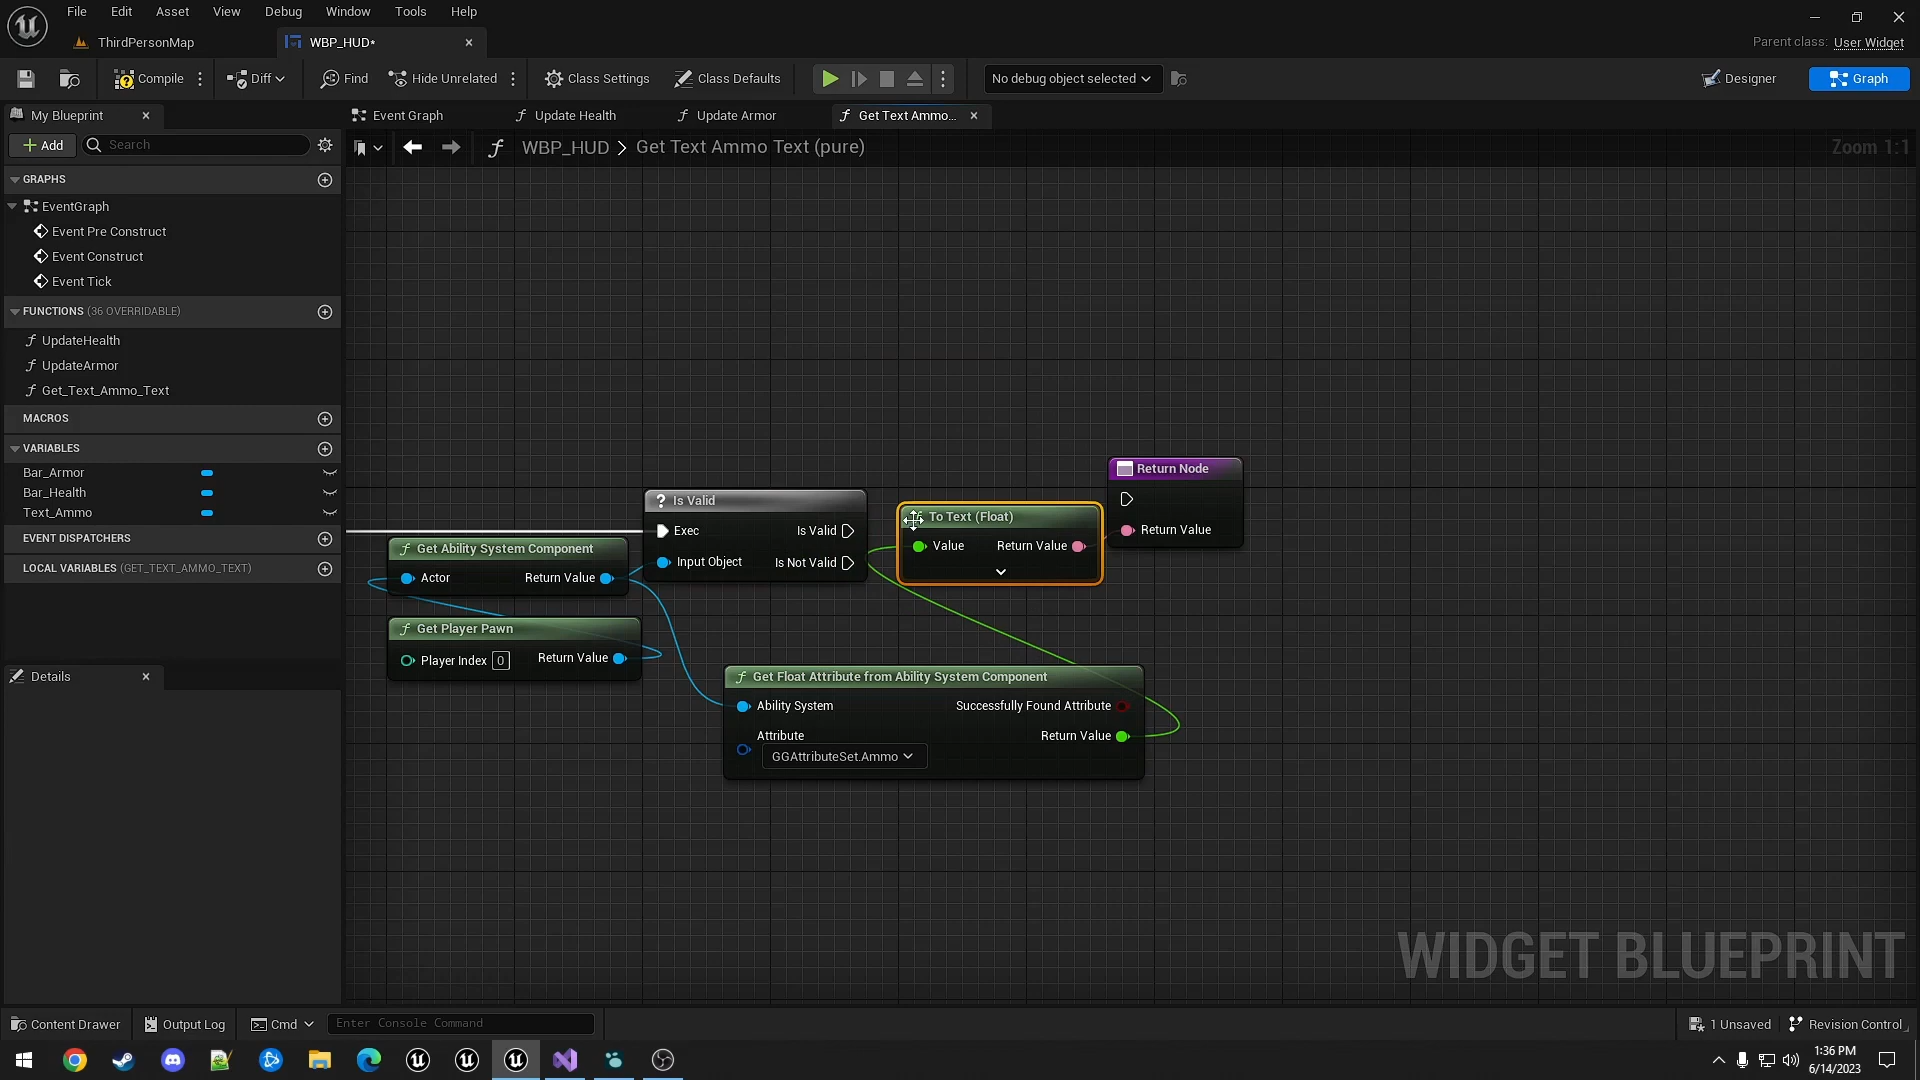 File Edit Asset View Debug Window Tools Help
ThirdPersonMap
WBP_HUD*
Parent class: User Widget
Compile
Diff
Find
Hide Unrelated
Class Settings
Class Defaults
No debug object selected
Designer
Graph
My Blueprint
Event Graph
Update Health
Update Armor
Get Text Ammo...
Add
Search
WBP_HUD > Get Text Ammo Text (pure)
Zoom 1:1
GRAPHS
EventGraph
Event Pre Construct
Event Construct
Event Tick
FUNCTIONS (36 OVERRIDABLE)
UpdateHealth
UpdateArmor
Get_Text_Ammo_Text
MACROS
VARIABLES
Bar_Armor
Bar_Health
Text_Ammo
EVENT DISPATCHERS
LOCAL VARIABLES (GET_TEXT_AMMO_TEXT)
Details
Get Ability System Component
Actor
Return Value
Get Player Pawn
Player Index 0
Return Value
? Is Valid
Exec
Is Valid
Input Object
Is Not Valid
To Text (Float)
Value
Return Value
Return Node
Return Value
Get Float Attribute from Ability System Component
Ability System
Successfully Found Attribute
Attribute
Return Value
GGAttributeSet.Ammo
WIDGET BLUEPRINT
Content Drawer
Output Log
Cmd
Enter Console Command
1 Unsaved
Revision Control
1:36 PM
6/14/2023